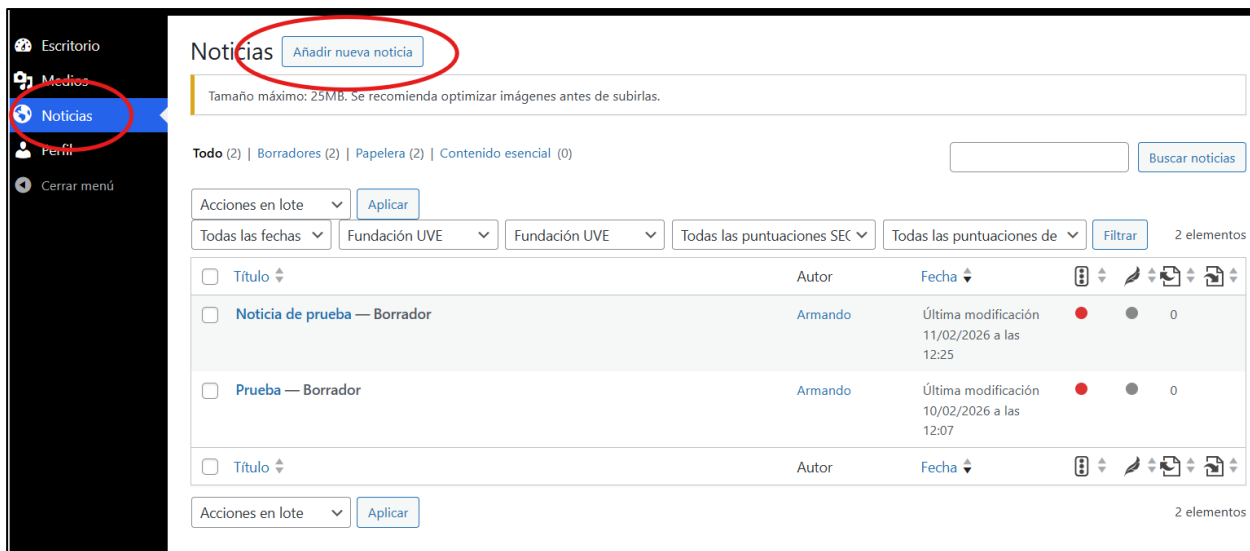 Escritorio
Medios
Noticias
Perfil
Cerrar menú
Noticias Añadir nueva noticia
Tamaño máximo: 25MB. Se recomienda optimizar imágenes antes de subirlas.
Todo (2) | Borradores (2) | Papelera (2) | Contenido esencial (0)
Buscar noticias
Acciones en lote Aplicar
Todas las fechas Fundación UVE Fundación UVE Todas las puntuaciones SEC Todas las puntuaciones de Filtrar 2 elementos
Título Autor Fecha
Noticia de prueba — Borrador Armando Última modificación
11/02/2026 a las
12:25
0
Prueba — Borrador Armando Última modificación
10/02/2026 a las
12:07
0
Título Autor Fecha
Acciones en lote Aplicar 2 elementos